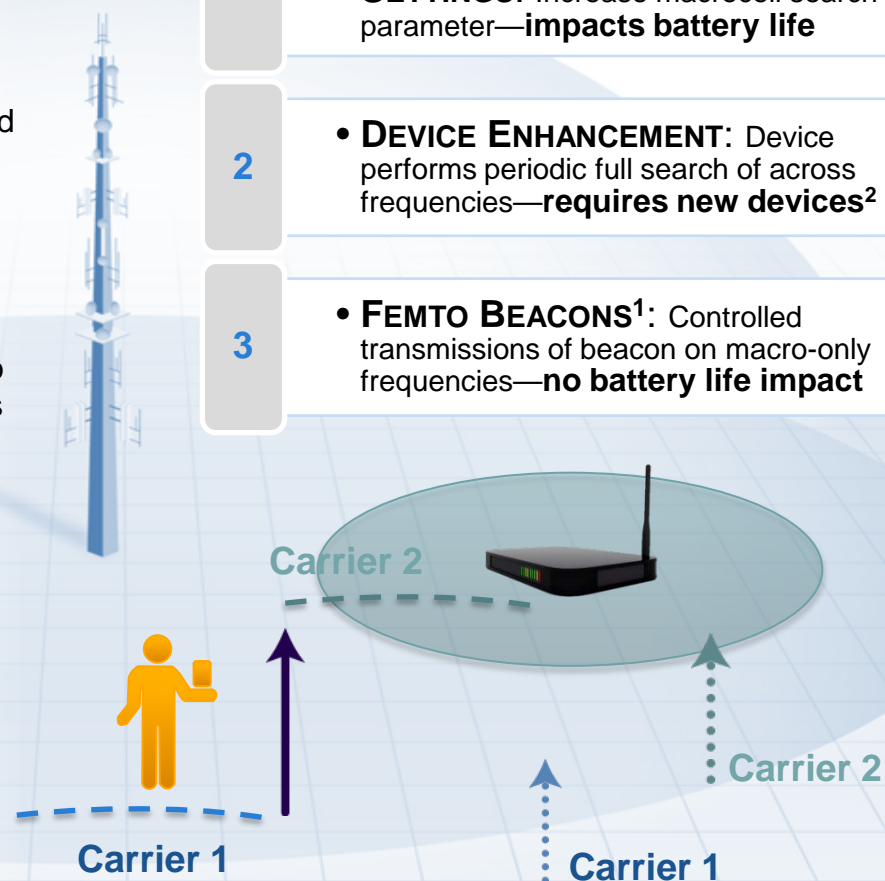 parameter—impacts battery life
2
• DEVICE ENHANCEMENT: Device
performs periodic full search of across
frequencies—requires new devices²
3
• FEMTO BEACONS¹: Controlled
transmissions of beacon on macro-only
frequencies—no battery life impact
Carrier 2
Carrier 2
Carrier 1
Carrier 1